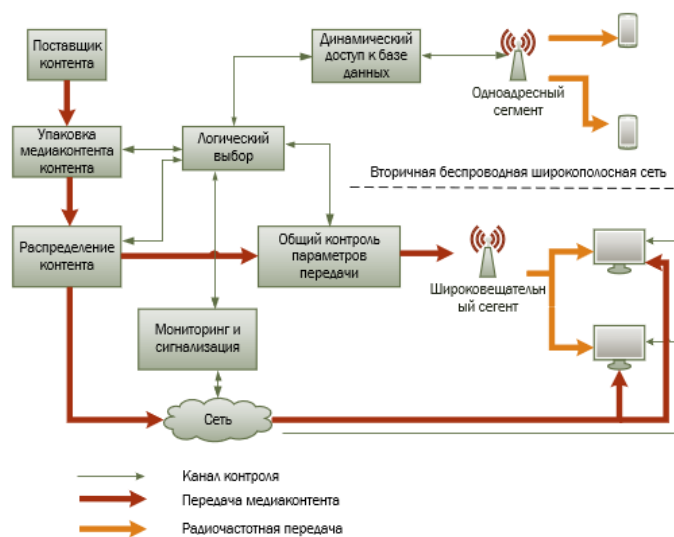 Поставщик
контента
Динамический
доступ к базе
данных
Одноадресный
сегмент
Упаковка
медиаконтента
контента
Логический
выбор
Вторичная беспроводная широкополосная сеть
Распределение
контента
Общий контроль
параметров
передачи
Широковещательн
ый сегент
Мониторинг и
сигнализация
Сеть
Канал контроля
Передача медиаконтента
Радиочастотная передача